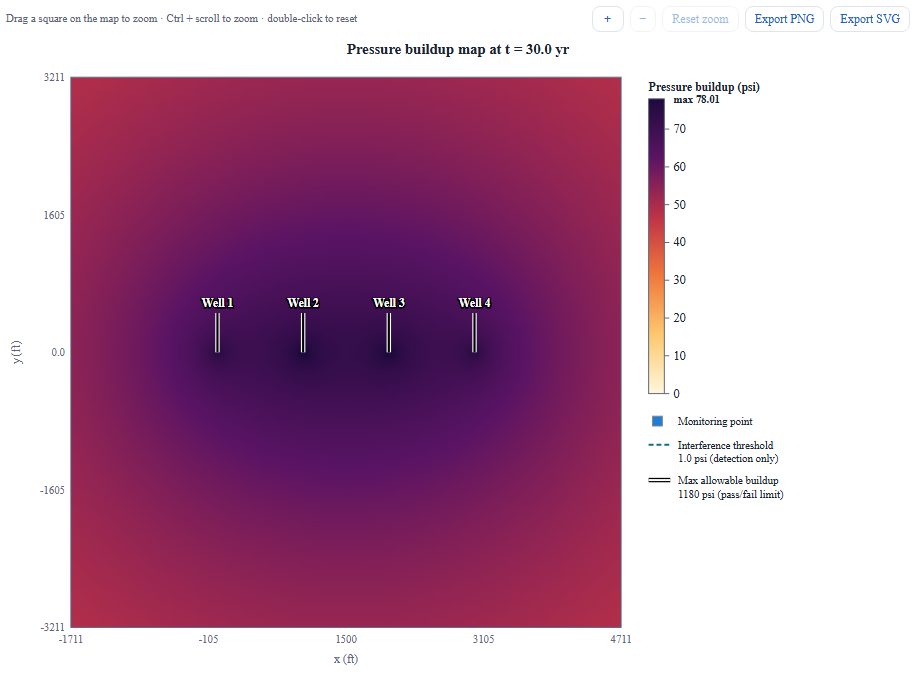 Drag a square on the map to zoom · Ctrl + scroll to zoom · double-click to reset
+
−
Reset zoom
Export PNG
Export SVG
Pressure buildup map at t = 30.0 yr
3211
1605
0.0
-1605
-3211
y (ft)
Well 1
Well 2
Well 3
Well 4
-1711
-105
1500
3105
4711
x (ft)
Pressure buildup (psi)
max 78.01
70
60
50
40
30
20
10
0
Monitoring point
Interference threshold
1.0 psi (detection only)
Max allowable buildup
1180 psi (pass/fail limit)